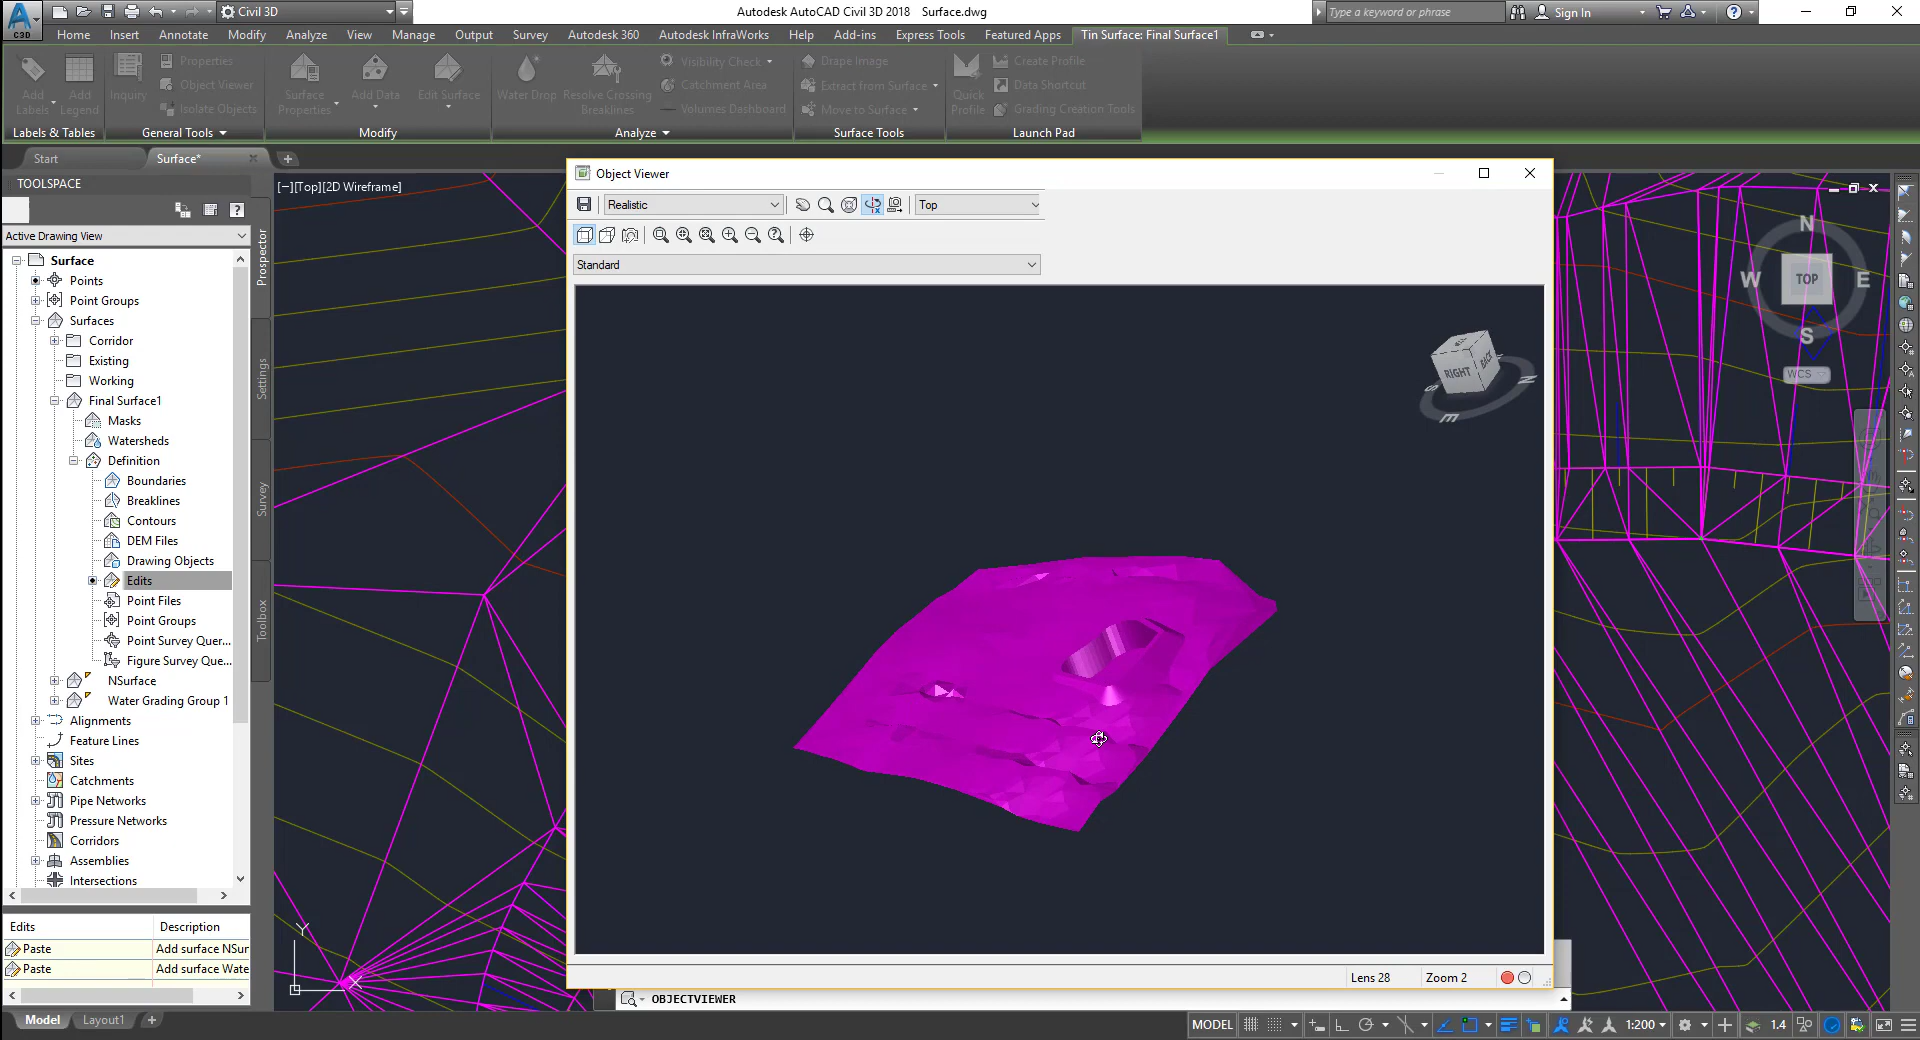 Civil 3D
Autodesk AutoCAD Civil 3D 2018 Surface.dwg
Type a keyword or phrase
Sign In
C3D
Home Insert Annotate Modify Analyze View Manage Output Survey Autodesk 360 Autodesk InfraWorks Help Add-ins Express Tools Featured Apps Tin Surface: Final Surface1
Add Labels
Add Legend
Inquiry
Properties
Object Viewer
Isolate Objects
Surface Properties
Add Data
Edit Surface
Water Drop
Resolve Crossing Breaklines
Visibility Check
Catchment Area
Volumes Dashboard
Drape Image
Extract from Surface
Move to Surface
Quick Profile
Create Profile
Data Shortcut
Grading Creation Tools
Labels & Tables
General Tools
Modify
Analyze
Surface Tools
Launch Pad
Start
Surface*
TOOLSPACE
Active Drawing View
Surface
Points
Point Groups
Surfaces
Corridor
Existing
Working
Final Surface1
Masks
Watersheds
Definition
Boundaries
Breaklines
Contours
DEM Files
Drawing Objects
Edits
Point Files
Point Groups
Point Survey Quer...
Figure Survey Que...
NSurface
Water Grading Group 1
Alignments
Feature Lines
Sites
Catchments
Pipe Networks
Pressure Networks
Corridors
Assemblies
Intersections
Prospector
Settings
Survey
Toolbox
Edits Description
Paste Add surface NSur
Paste Add surface Wate
[−][Top][2D Wireframe]
Object Viewer
Realistic
Top
Standard
RIGHT
BACK
Lens 28
Zoom 2
OBJECTVIEWER
N
W
TOP
E
S
WCS
Y
X
Model
Layout1
MODEL
1:200
1.4